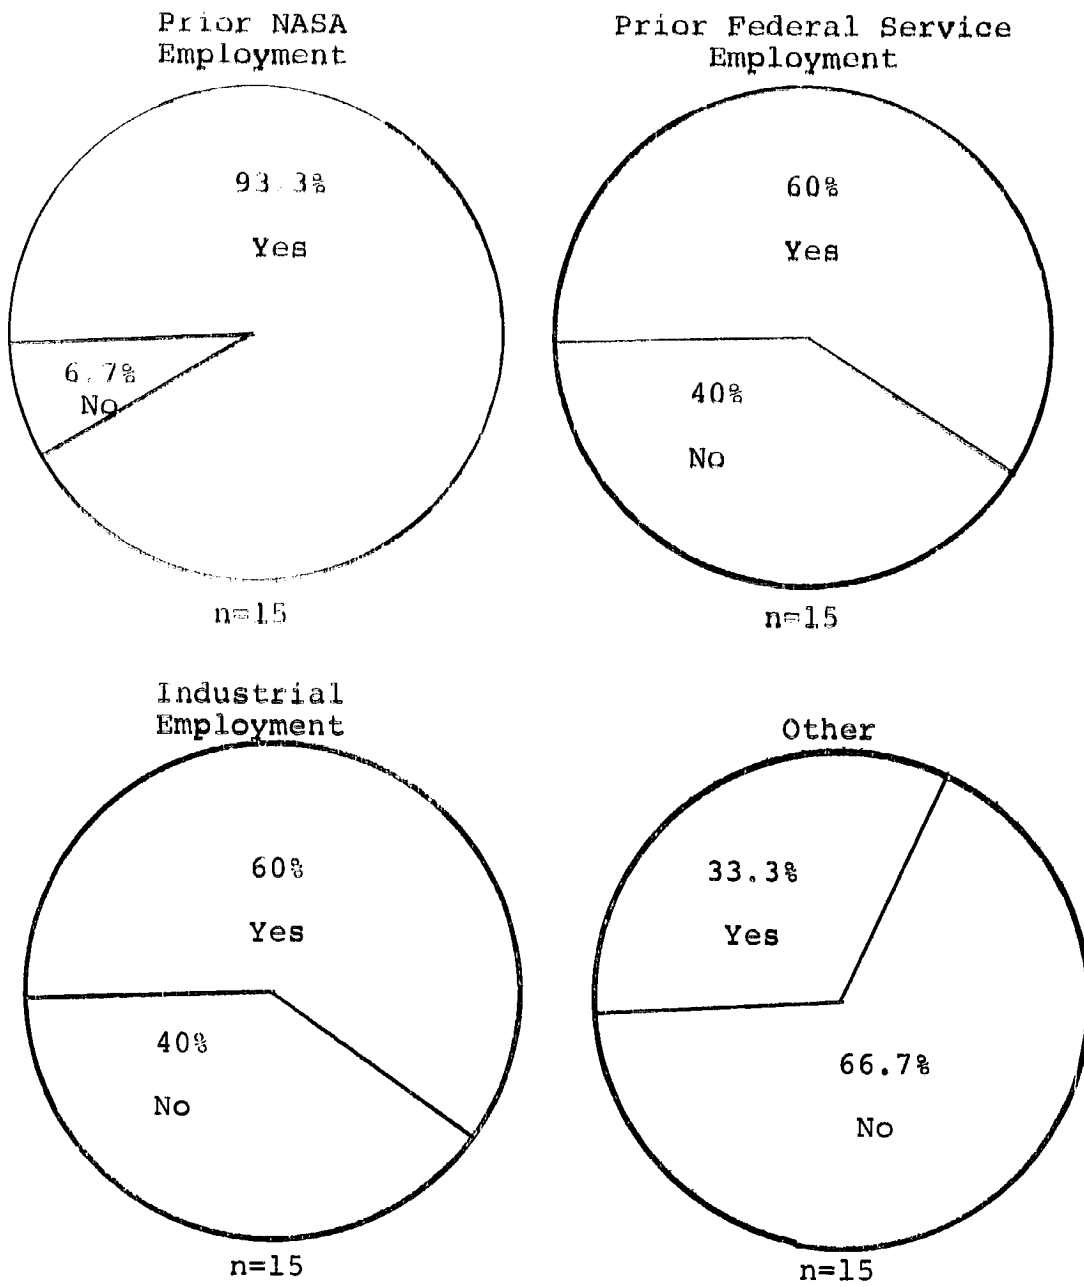 Prior NASA
Employment
93.3%
Yes
6.7%
No
n=15
Prior Federal Service
Employment
60%
Yes
40%
No
n=15
Industrial
Employment
60%
Yes
40%
No
n=15
Other
33.3%
Yes
66.7%
No
n=15